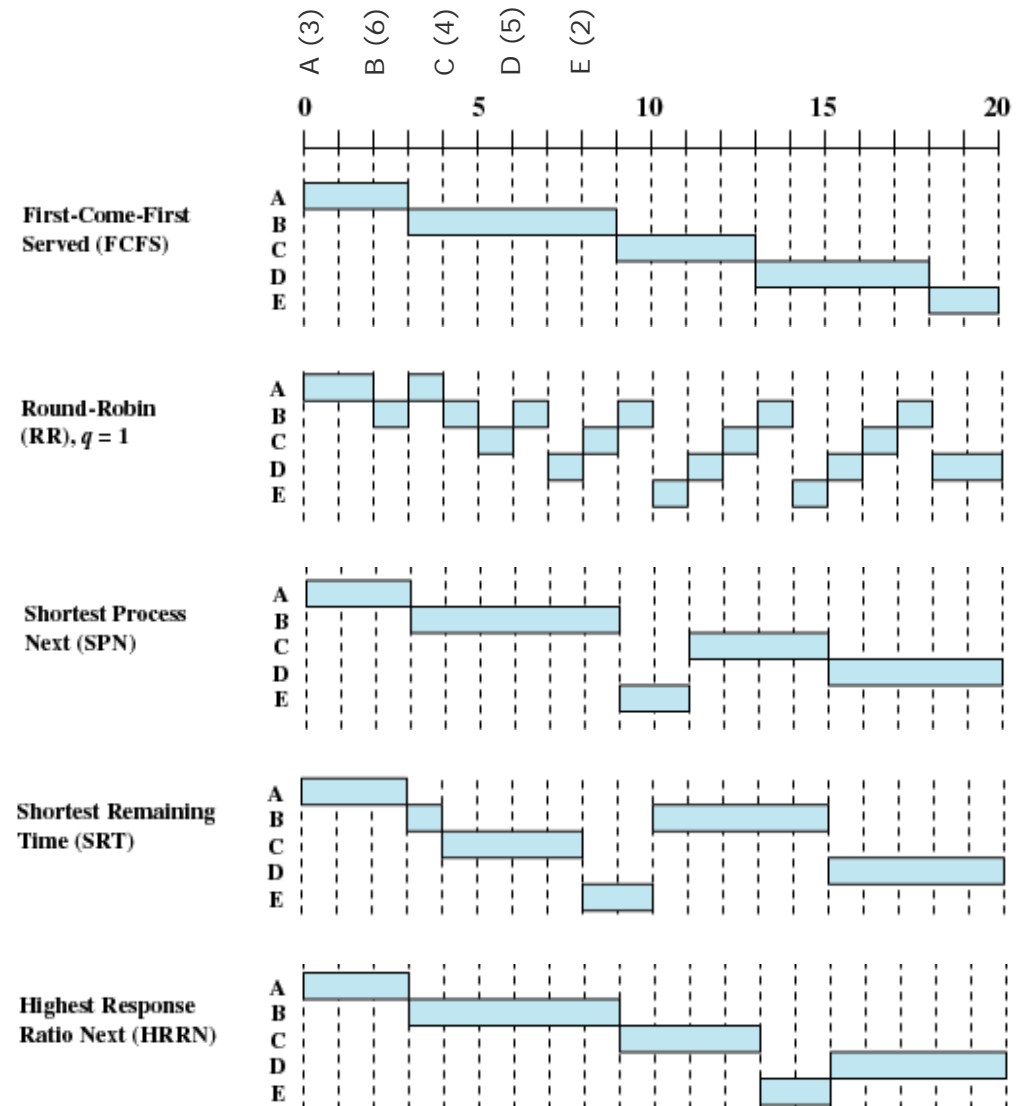 A (3)
B (6)
C (4)
D (5)
E (2)
0 5 10 15 20
First-Come-First
Served (FCFS)
A
B
C
D
E
Round-Robin
(RR), q = 1
A
B
C
D
E
Shortest Process
Next (SPN)
A
B
C
D
E
Shortest Remaining
Time (SRT)
A
B
C
D
E
Highest Response
Ratio Next (HRRN)
A
B
C
D
E